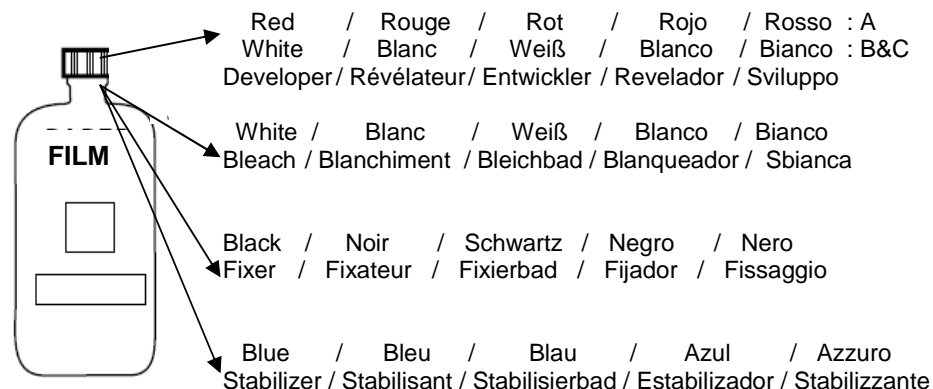 Red / Rouge / Rot / Rojo / Rosso : A
White / Blanc / Weiß / Blanco / Bianco : B&C
Developer / Révélateur / Entwickler / Revelador / Sviluppo
White / Blanc / Weiß / Blanco / Bianco
FILM
Bleach / Blanchiment / Bleichbad / Blanqueador / Sbianca
Black / Noir / Schwartz / Negro / Nero
Fixer / Fixateur / Fixierbad / Fijador / Fissaggio
Blue / Bleu / Blau / Azul / Azzuro
Stabilizer / Stabilisant / Stabilisierbad / Estabilizador / Stabilizzante